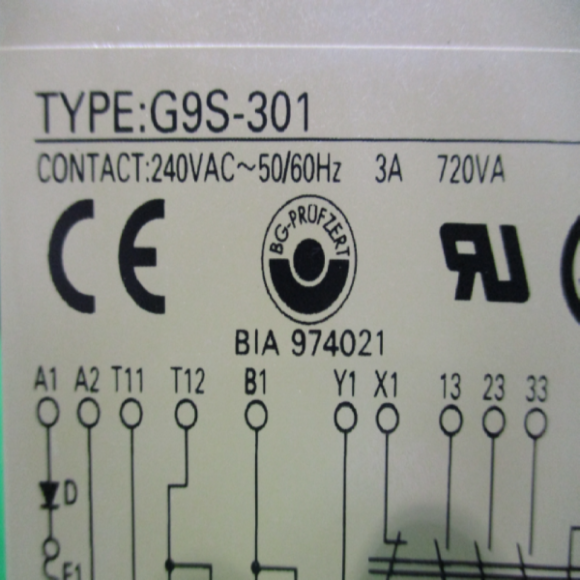 TYPE:G9S-301
CONTACT:240VAC~50/60Hz 3A 720VA
CE BG-PRÜFZERT RU
BIA 974021
A1 A2 T11 T12 B1 Y1 X1 13 23 33
D
F1